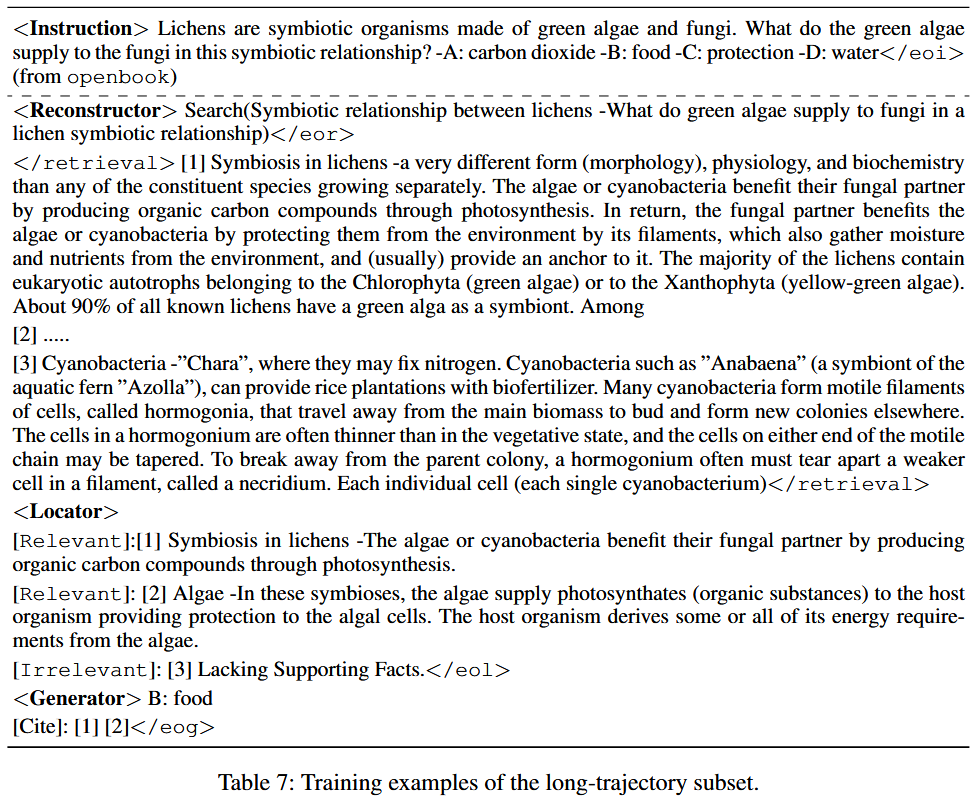 <Instruction> Lichens are symbiotic organisms made of green algae and fungi. What do the green algae
supply to the fungi in this symbiotic relationship? -A: carbon dioxide -B: food -C: protection -D: water</eoi>
(from openbook)
<Reconstructor> Search(Symbiotic relationship between lichens -What do green algae supply to fungi in a
lichen symbiotic relationship)</eor>
</retrieval> [1] Symbiosis in lichens -a very different form (morphology), physiology, and biochemistry
than any of the constituent species growing separately. The algae or cyanobacteria benefit their fungal partner
by producing organic carbon compounds through photosynthesis. In return, the fungal partner benefits the
algae or cyanobacteria by protecting them from the environment by its filaments, which also gather moisture
and nutrients from the environment, and (usually) provide an anchor to it. The majority of the lichens contain
eukaryotic autotrophs belonging to the Chlorophyta (green algae) or to the Xanthophyta (yellow-green algae).
About 90% of all known lichens have a green alga as a symbiont. Among
[2] .....
[3] Cyanobacteria -”Chara”, where they may fix nitrogen. Cyanobacteria such as ”Anabaena” (a symbiont of the
aquatic fern ”Azolla”), can provide rice plantations with biofertilizer. Many cyanobacteria form motile filaments
of cells, called hormogonia, that travel away from the main biomass to bud and form new colonies elsewhere.
The cells in a hormogonium are often thinner than in the vegetative state, and the cells on either end of the motile
chain may be tapered. To break away from the parent colony, a hormogonium often must tear apart a weaker
cell in a filament, called a necridium. Each individual cell (each single cyanobacterium)</retrieval>
<Locator>
[Relevant]:[1] Symbiosis in lichens -The algae or cyanobacteria benefit their fungal partner by producing
organic carbon compounds through photosynthesis.
[Relevant]: [2] Algae -In these symbioses, the algae supply photosynthates (organic substances) to the host
organism providing protection to the algal cells. The host organism derives some or all of its energy require-
ments from the algae.
[Irrelevant]: [3] Lacking Supporting Facts.</eol>
<Generator> B: food
[Cite]: [1] [2]</eog>
Table 7: Training examples of the long-trajectory subset.